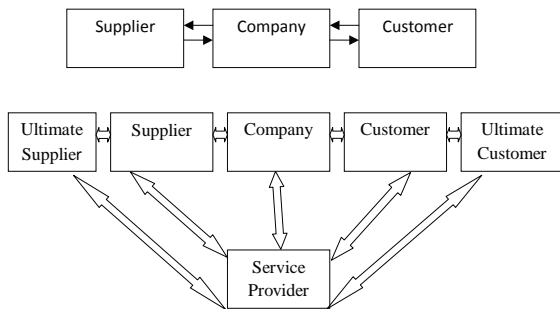 Supplier Company Customer
Ultimate Supplier Company Customer Ultimate
Supplier Customer
Service
Provider